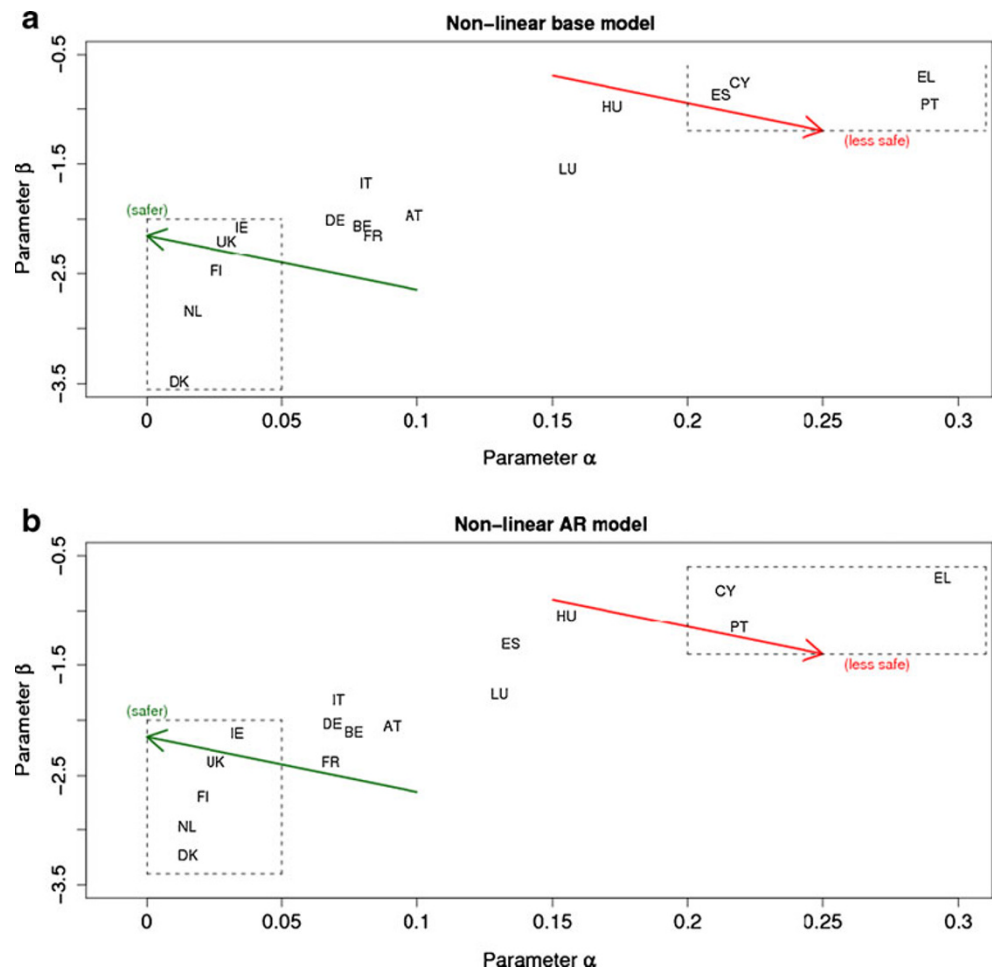 a
Non-linear base model
Parameter β
-0.5
-1.5
-2.5
-3.5
EL
CY
ES
PT
HU
(less safe)
LU
IT
AT
DE
BE
FR
(safer)
IE
UK
FI
NL
DK
0 0.05 0.1 0.15 0.2 0.25 0.3
Parameter α
b
Non-linear AR model
Parameter β
-0.5
-1.5
-2.5
-3.5
EL
CY
PT
HU
(less safe)
ES
LU
IT
DE
BE
AT
FR
(safer)
IE
UK
FI
NL
DK
0 0.05 0.1 0.15 0.2 0.25 0.3
Parameter α